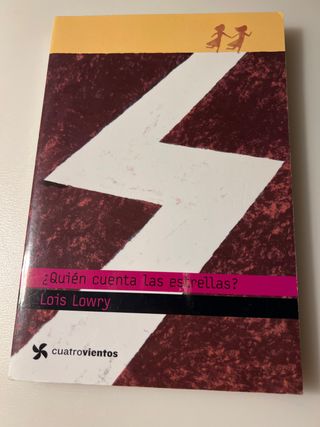 ¿Quién cuenta las estrellas?
Lois Lowry
cuatrovientos